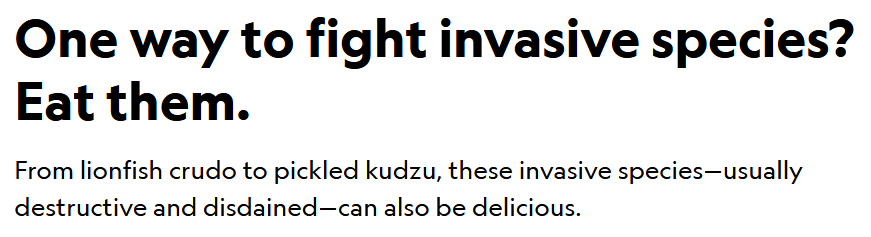 One way to fight invasive species?
Eat them.
From lionfish crudo to pickled kudzu, these invasive species—usually
destructive and disdained—can also be delicious.